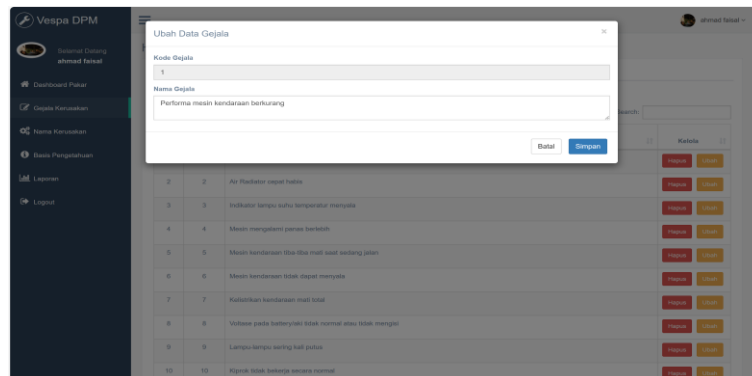 Vespa DPM
ahmad faisal
Selamat Datang
ahmad faisal
Dashboard Pakar
Gejala Kerusakan
Nama Kerusakan
Basis Pengetahuan
Laporan
Logout
Ubah Data Gejala
×
Kode Gejala
1
Nama Gejala
Performa mesin kendaraan berkurang
Batal Simpan
Search:
Kelola
Hapus Ubah
2 2 Air Radiator cepat habis Hapus Ubah
3 3 Indikator lampu suhu temperator menyala Hapus Ubah
4 4 Mesin mengalami panas berlebih Hapus Ubah
5 5 Mesin kendaraan tiba-tiba mati saat sedang jalan Hapus Ubah
6 6 Mesin kendaraan tidak dapat menyala Hapus Ubah
7 7 Kelistrikan kendaraan mati total Hapus Ubah
8 8 Voltase pada battery/aki tidak normal atau tidak mengisi Hapus Ubah
9 9 Lampu-lampu sering kali putus Hapus Ubah
10 10 Kiprok tidak bekerja secara normal Hapus Ubah